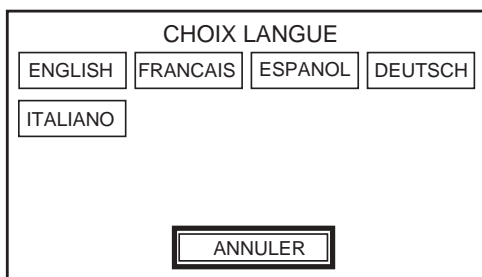 CHOIX LANGUE
ENGLISH FRANCAIS ESPANOL DEUTSCH
ITALIANO
ANNULER